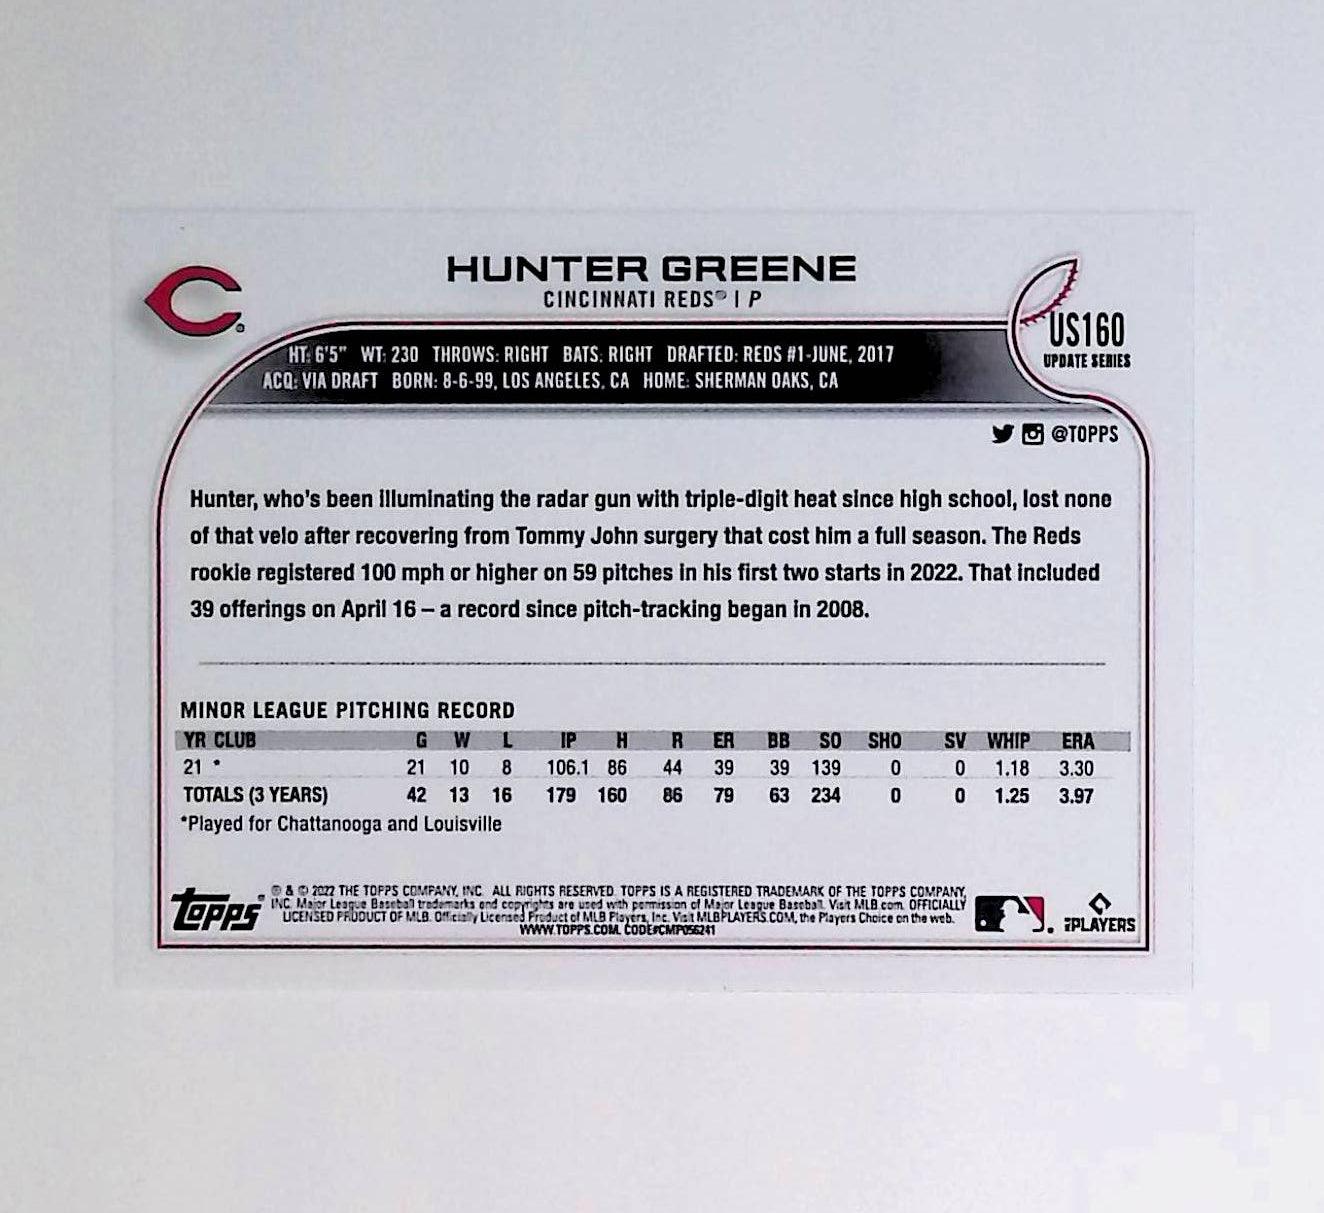 HUNTER GREENE
CINCINNATI REDS® | P
US160
UPDATE SERIES
HT: 6'5" WT: 230 THROWS: RIGHT BATS: RIGHT DRAFTED: REDS #1-JUNE, 2017
ACQ: VIA DRAFT BORN: 8-6-99, LOS ANGELES, CA HOME: SHERMAN OAKS, CA
@TOPPS
Hunter, who's been illuminating the radar gun with triple-digit heat since high school, lost none
of that velo after recovering from Tommy John surgery that cost him a full season. The Reds
rookie registered 100 mph or higher on 59 pitches in his first two starts in 2022. That included
39 offerings on April 16 – a record since pitch-tracking began in 2008.
MINOR LEAGUE PITCHING RECORD
YR CLUB G W L IP H R ER BB SO SHO SV WHIP ERA
21 * 21 10 8 106.1 86 44 39 39 139 0 0 1.18 3.30
TOTALS (3 YEARS) 42 13 16 179 160 86 79 63 234 0 0 1.25 3.97
*Played for Chattanooga and Louisville
topps
® & © 2022 THE TOPPS COMPANY, INC. ALL RIGHTS RESERVED. TOPPS IS A REGISTERED TRADEMARK OF THE TOPPS COMPANY,
INC. Major League Baseball trademarks and copyrights are used with permission of Major League Baseball. Visit MLB.com. OFFICIALLY
LICENSED PRODUCT OF MLB. Officially Licensed Product of MLB Players, Inc. Visit MLBPLAYERS.COM, the Players Choice on the web.
WWW.TOPPS.COM. CODE#CMP056241
PLAYERS